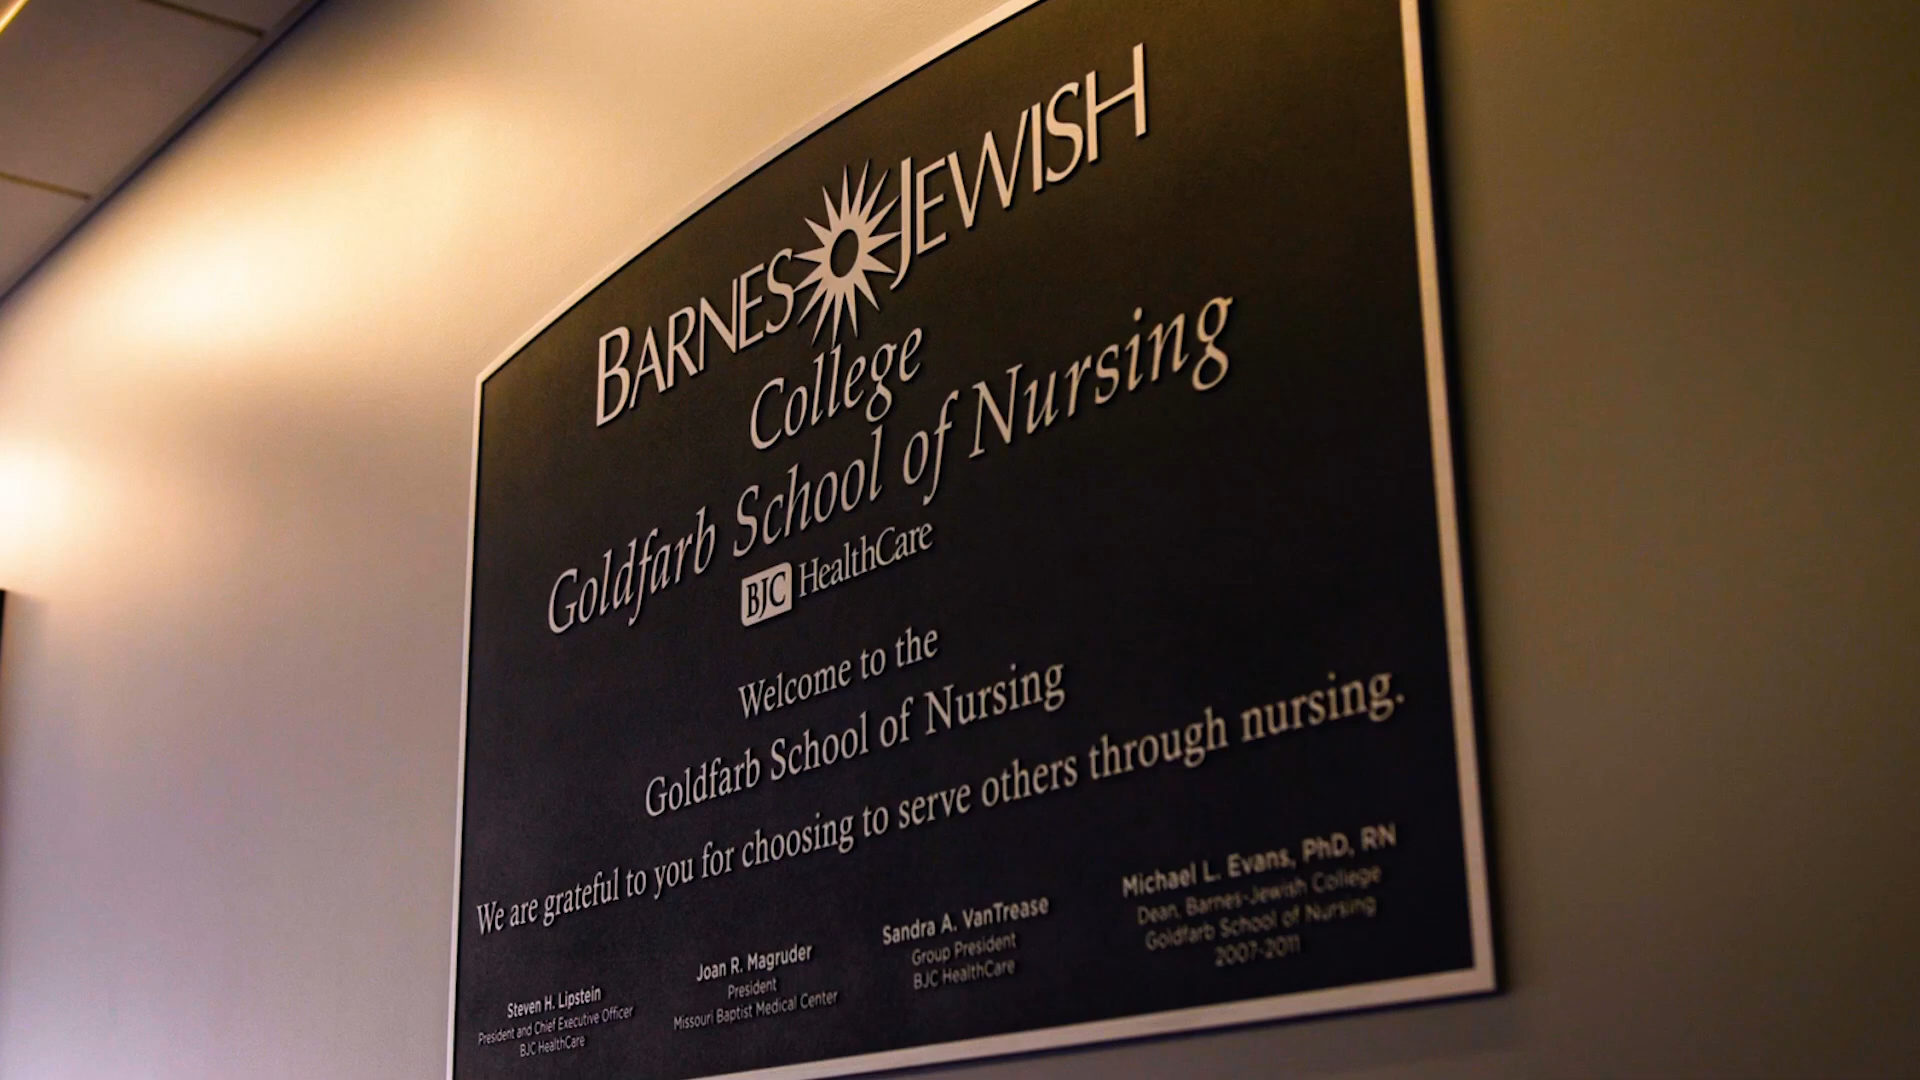 BARNES JEWISH
College
Goldfarb School of Nursing
BJC HealthCare
Welcome to the
Goldfarb School of Nursing
We are grateful to you for choosing to serve others through nursing.
Steven H. Lipstein
President and Chief Executive Officer
BJC HealthCare
Joan R. Magruder
President
Missouri Baptist Medical Center
Sandra A. VanTrease
Group President
BJC HealthCare
Michael L. Evans, PhD, RN
Dean, Barnes-Jewish College
Goldfarb School of Nursing
2007-2011